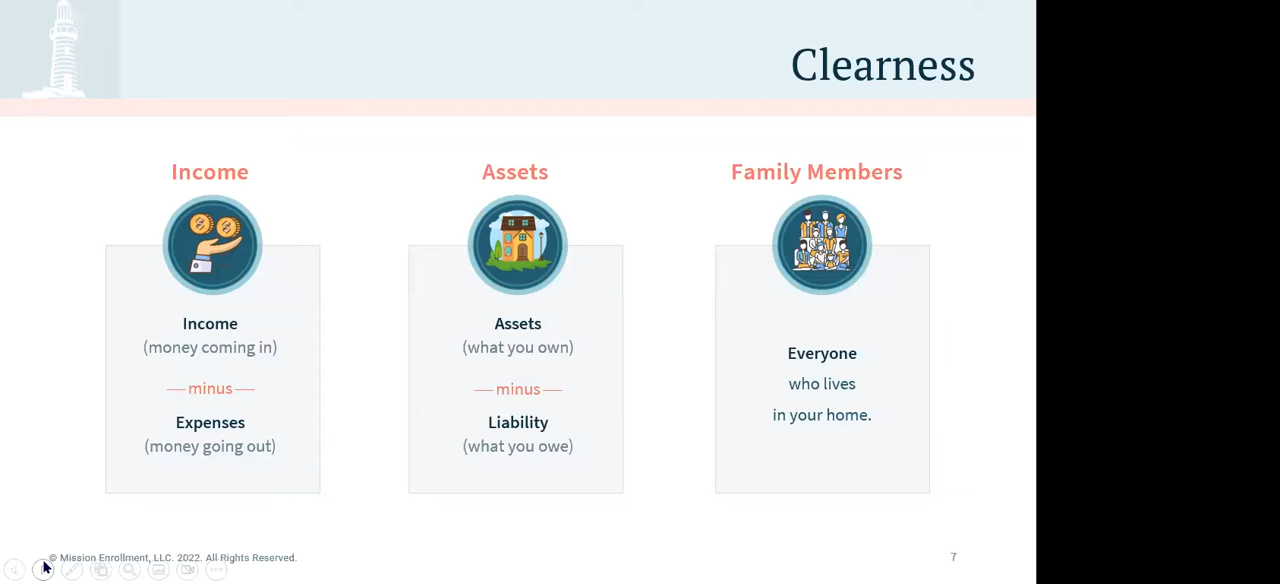 Clearness
Income
Income
(money coming in)
minus
Expenses
(money going out)
Assets
Assets
(what you own)
minus
Liability
(what you owe)
Family Members
Everyone
who lives
in your home.
© Mission Enrollment, LLC. 2022. All Rights Reserved.
7